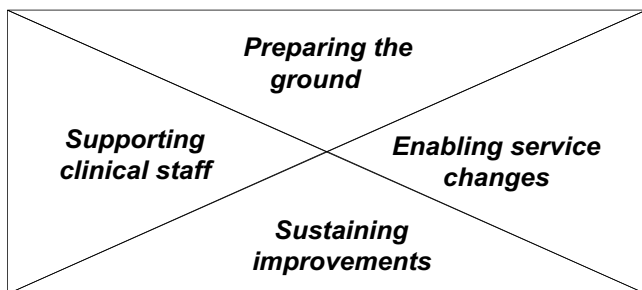 Preparing the
ground
Supporting
clinical staff
Enabling service
changes
Sustaining
improvements